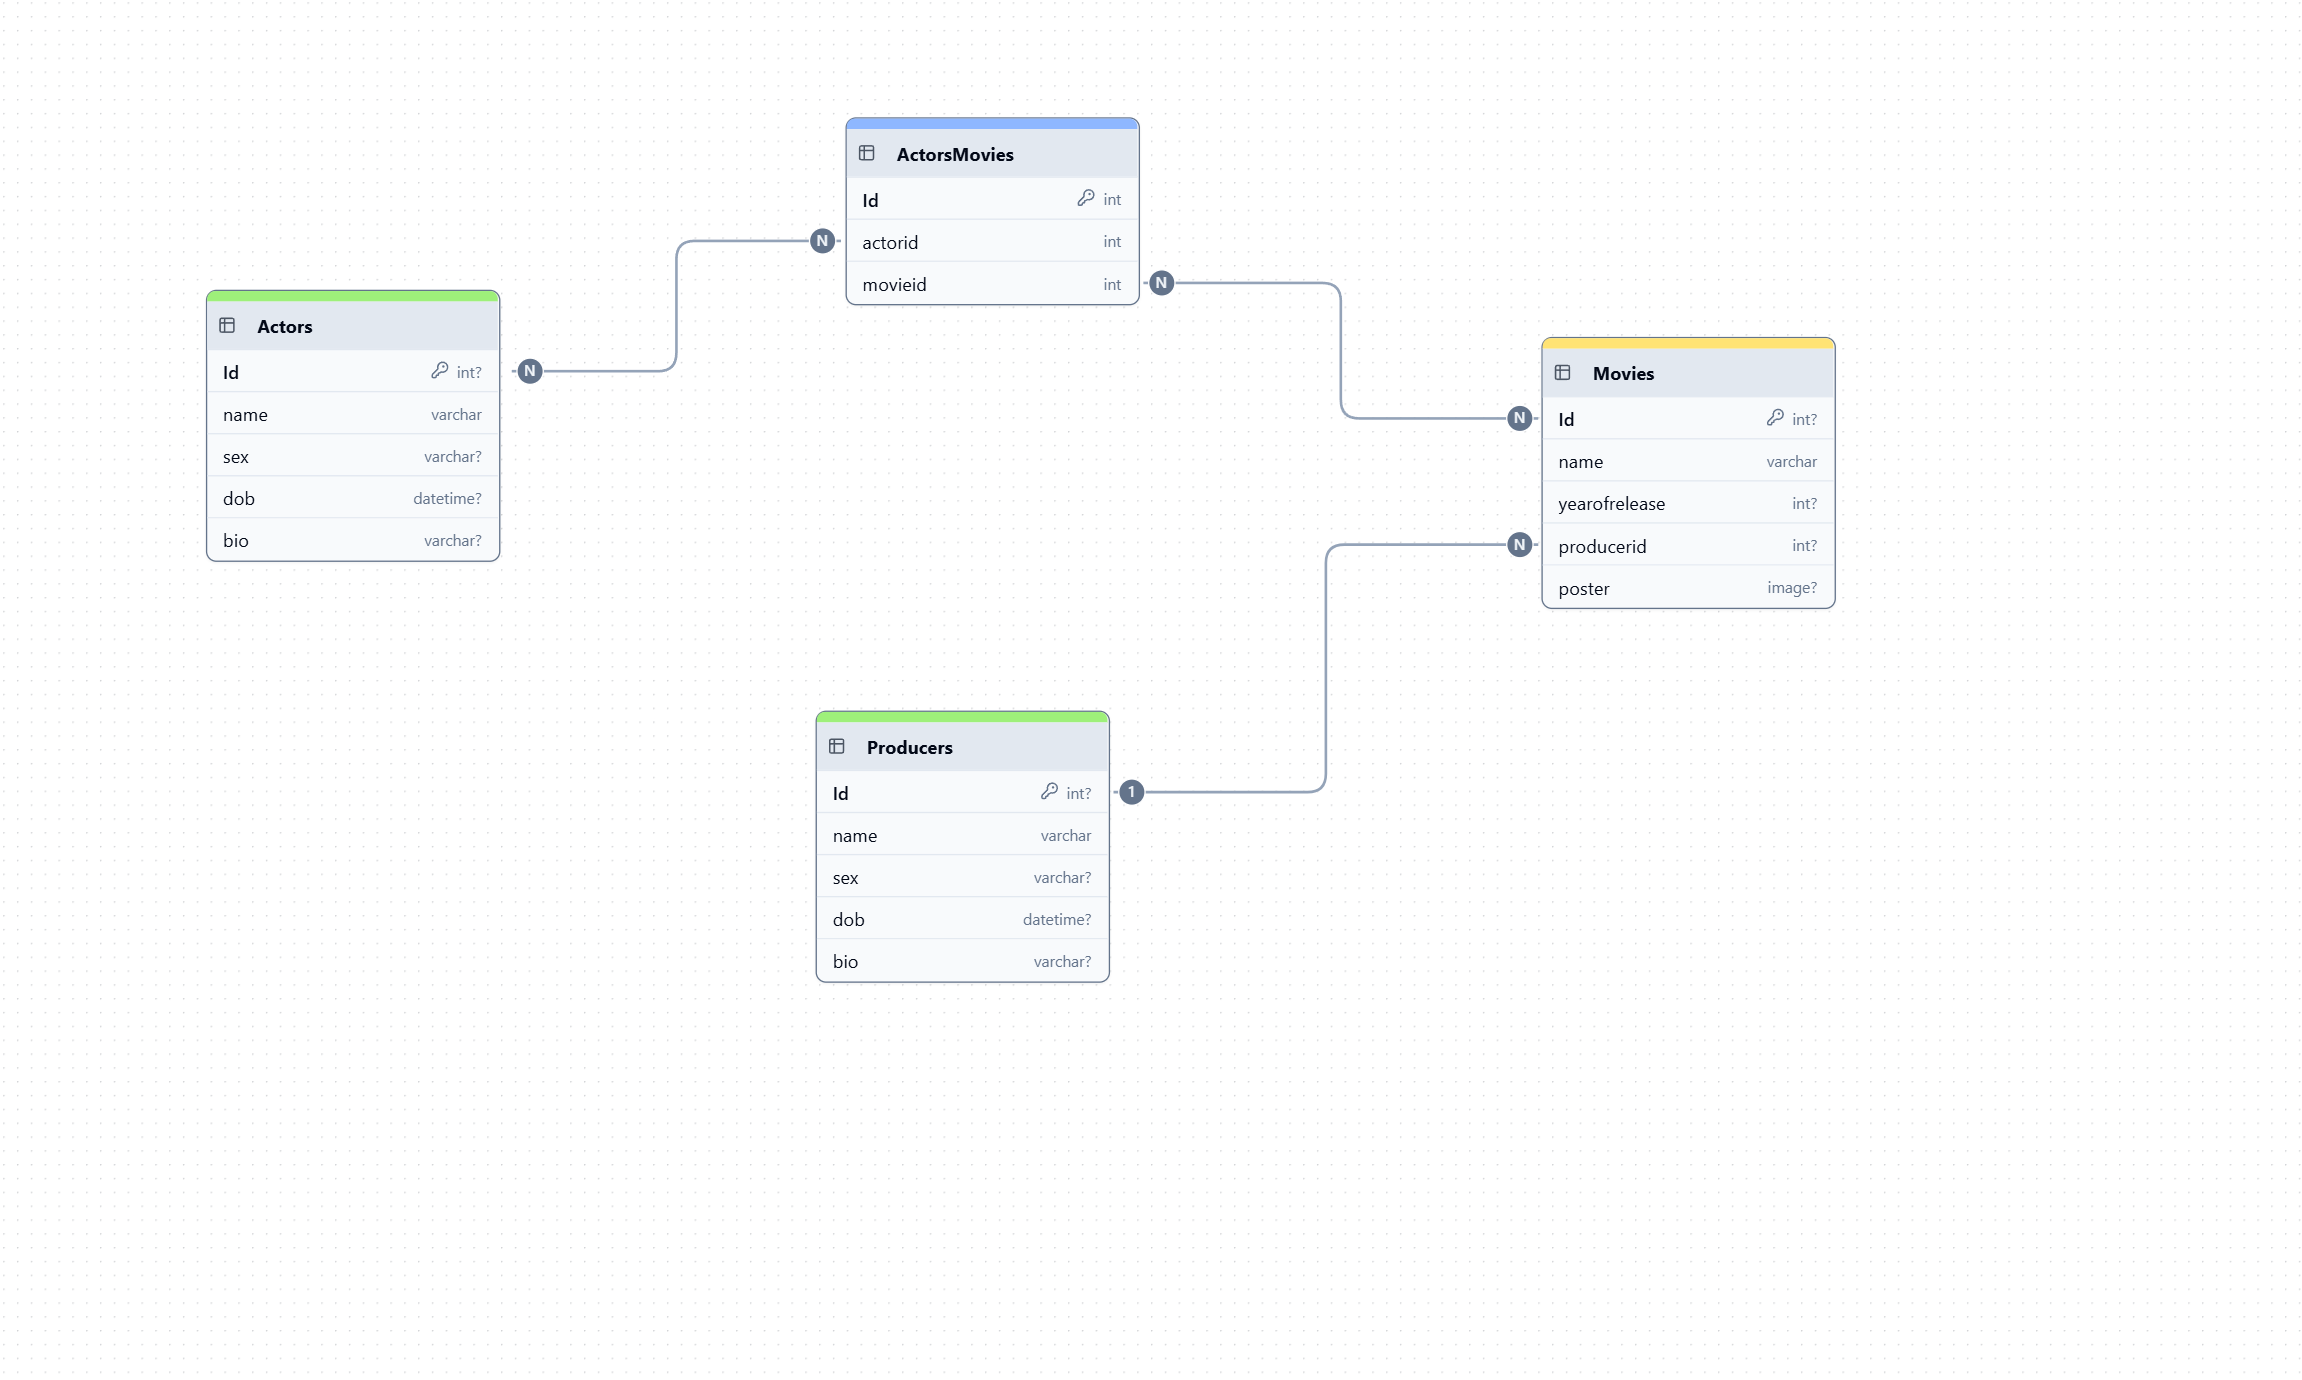 ActorsMovies
Id int
actorid int
movieid int
N
N
Actors
Id int?
name varchar
sex varchar?
dob datetime?
bio varchar?
N
Movies
Id int?
name varchar
yearofrelease int?
producerid int?
poster image?
N
N
Producers
Id int?
name varchar
sex varchar?
dob datetime?
bio varchar?
1